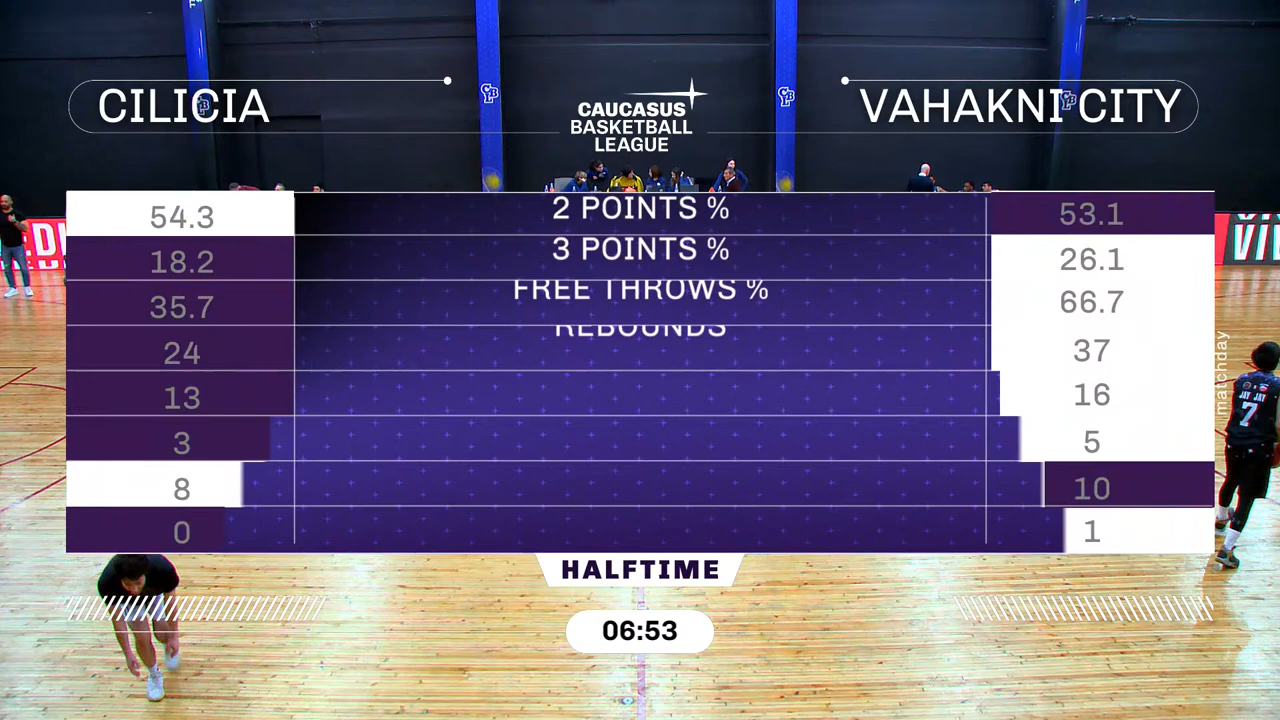 CILICIA
CAUCASUS
BASKETBALL
LEAGUE
VAHAKNI CITY
54.3 2 POINTS % 53.1
18.2 3 POINTS % 26.1
35.7 FREE THROWS % 66.7
24 REBOUNDS 37
13 16
3 5
8 10
0 1
HALFTIME
06:53
matchday
JAY JAY
7